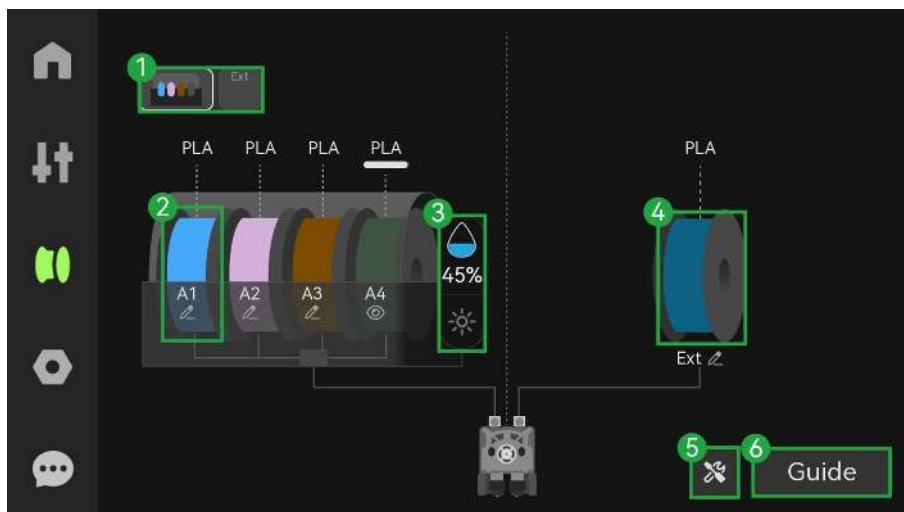 1
Ext
PLA PLA PLA PLA
PLA
2
3
4
45%
A1 A2 A3 A4
Ext
5
6
Guide